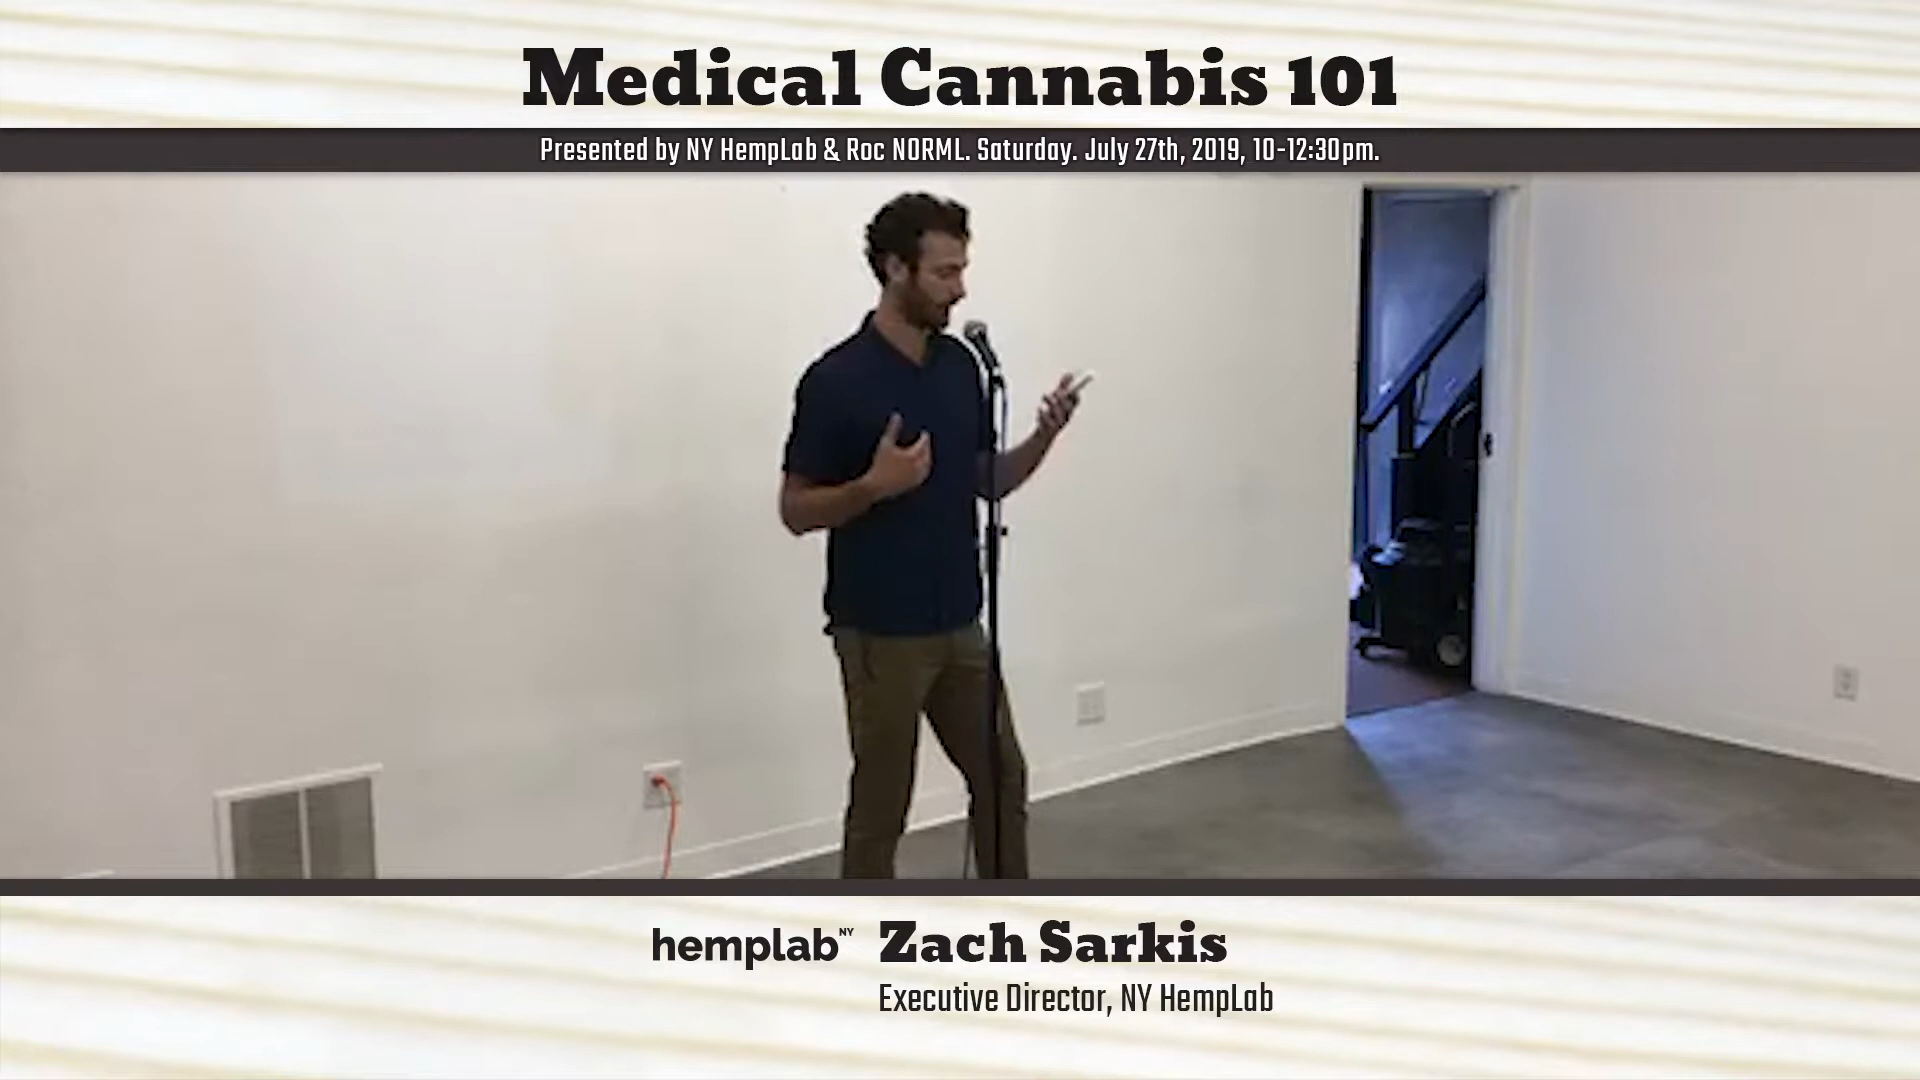 Medical Cannabis 101
Presented by NY HempLab & Roc NORML. Saturday. July 27th, 2019, 10-12:30pm.
hemplab NY
Zach Sarkis
Executive Director, NY HempLab